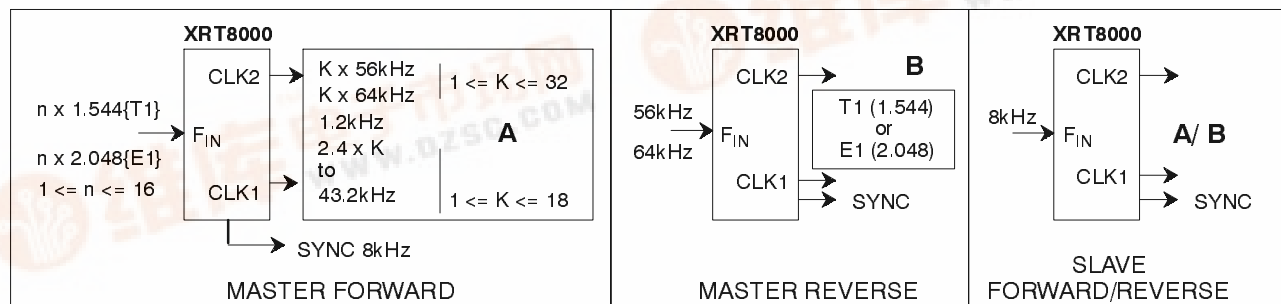 XRT8000
CLK2
n x 1.544{T1}
F_IN
n x 2.048{E1}
1 <= n <= 16
CLK1
K x 56kHz
K x 64kHz
1 <= K <= 32
1.2kHz
2.4 x K
to
43.2kHz
1 <= K <= 18
A
SYNC 8kHz
MASTER FORWARD
XRT8000
CLK2
B
56kHz
64kHz
F_IN
T1 (1.544)
or
E1 (2.048)
CLK1
SYNC
MASTER REVERSE
XRT8000
CLK2
8kHz
F_IN
A/ B
CLK1
SYNC
SLAVE
FORWARD/REVERSE